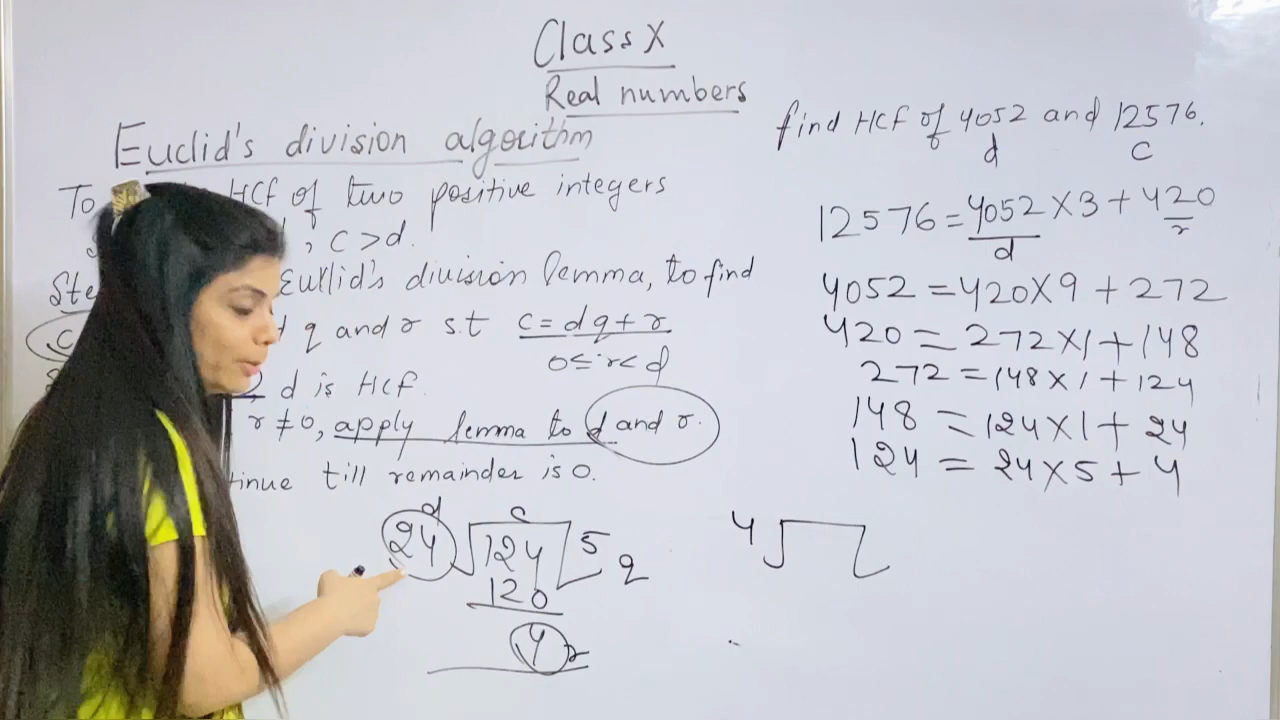 Class X
Real numbers
Euclid's division algorithm
To HCF of two positive integers
, c > d.
Ste Euclid's division lemma, to find
q and r s.t c = dq + r
0 ≤ r < d
d is HCF.
r ≠ 0, apply lemma to d and r.
tinue till remainder is 0.
d c
24 124 5 q
120
4 r
find HCF of 4052 and 12576.
d c
12576 = 4052 × 3 + 420
d r
4052 = 420 × 9 + 272
420 = 272 × 1 + 148
272 = 148 × 1 + 124
148 = 124 × 1 + 24
124 = 24 × 5 + 4
4